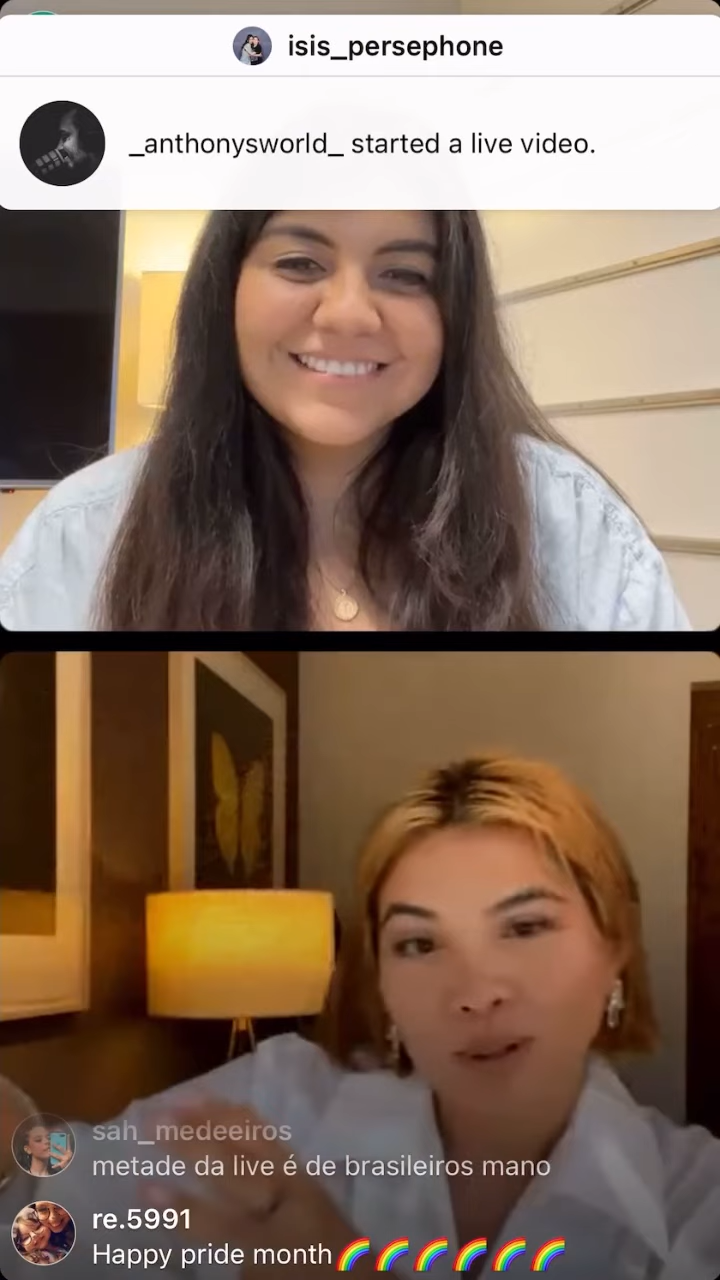 isis_persephone
_anthonysworld_ started a live video.
sah_medeeiros
metade da live é de brasileiros mano
re.5991
Happy pride month🌈🌈🌈🌈🌈🌈